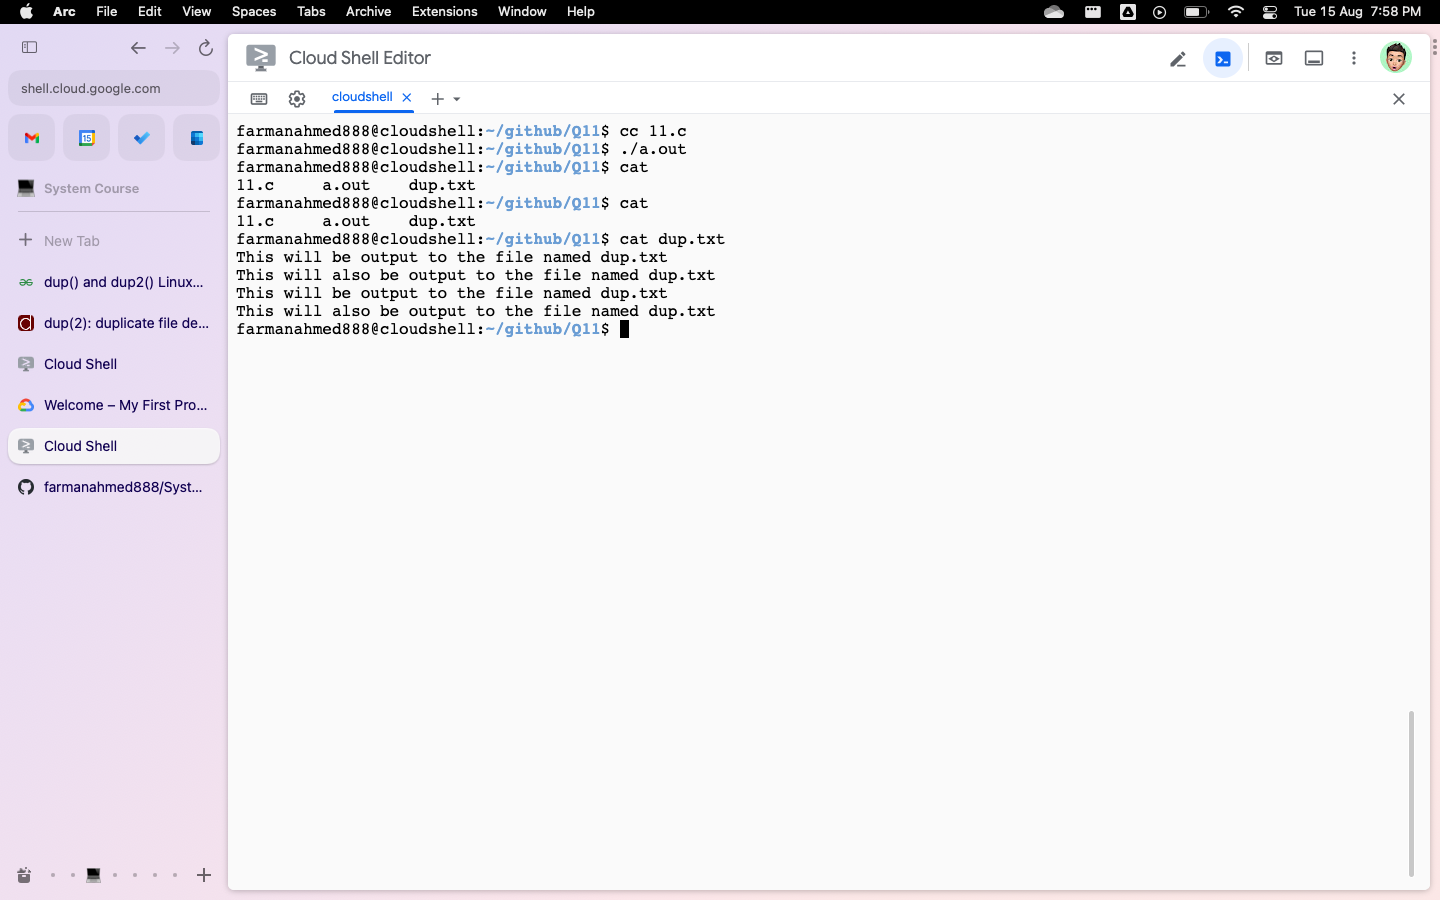 Arc File Edit View Spaces Tabs Archive Extensions Window Help Tue 15 Aug 7:58 PM
shell.cloud.google.com
15
System Course
New Tab
dup() and dup2() Linux...
dup(2): duplicate file de...
Cloud Shell
Welcome – My First Pro...
Cloud Shell
farmanahmed888/Syst...
Cloud Shell Editor
cloudshell
farmanahmed888@cloudshell:~/github/Q11$ cc 11.c
farmanahmed888@cloudshell:~/github/Q11$ ./a.out
farmanahmed888@cloudshell:~/github/Q11$ cat
11.c     a.out    dup.txt
farmanahmed888@cloudshell:~/github/Q11$ cat
11.c     a.out    dup.txt
farmanahmed888@cloudshell:~/github/Q11$ cat dup.txt
This will be output to the file named dup.txt
This will also be output to the file named dup.txt
This will be output to the file named dup.txt
This will also be output to the file named dup.txt
farmanahmed888@cloudshell:~/github/Q11$